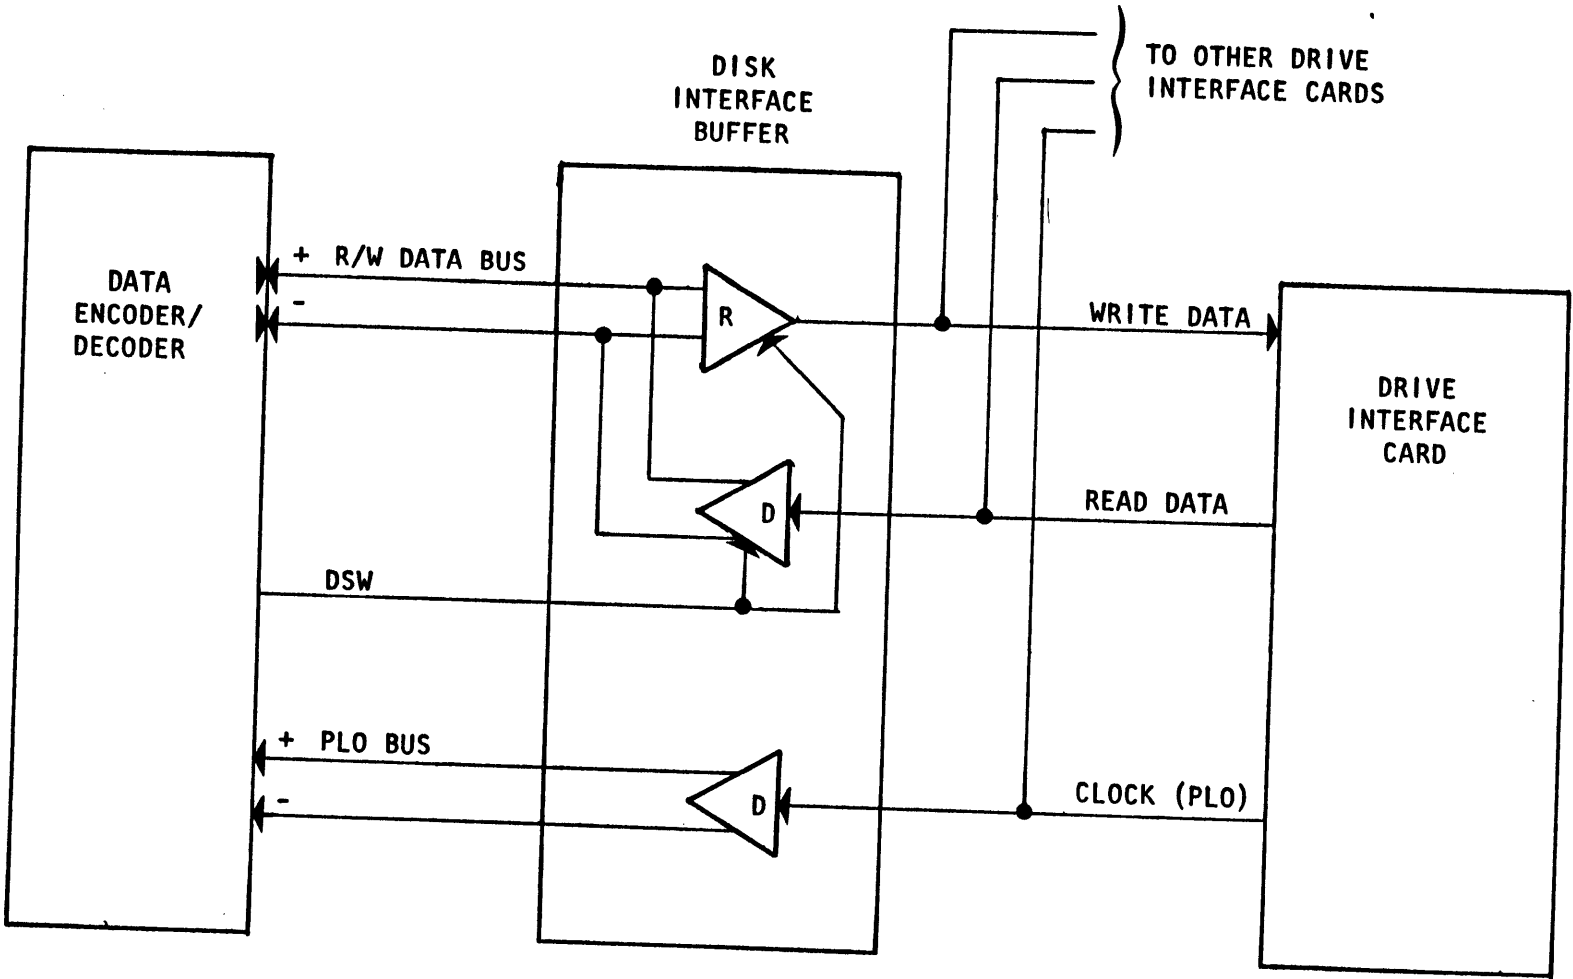 DISK
INTERFACE
BUFFER
TO OTHER DRIVE
INTERFACE CARDS
DATA
ENCODER/
DECODER
+ R/W DATA BUS
-
R
WRITE DATA
DRIVE
INTERFACE
CARD
D
READ DATA
DSW
+ PLO BUS
-
D
CLOCK (PLO)